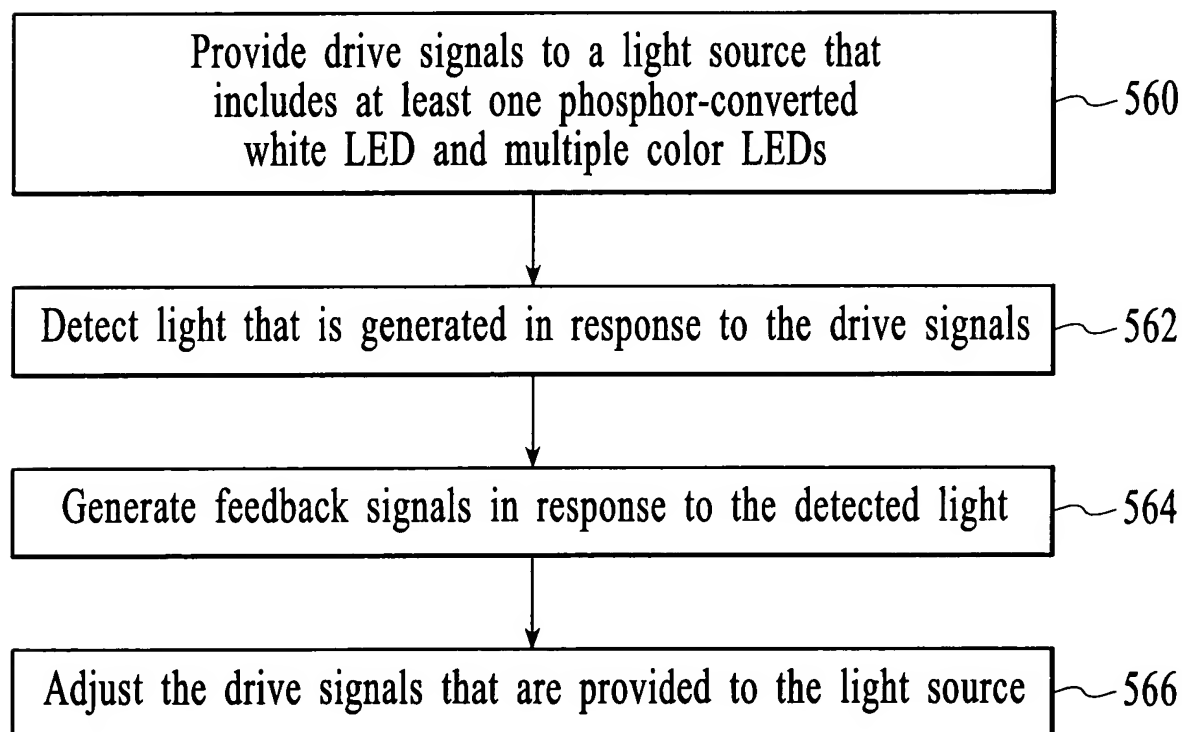 Provide drive signals to a light source that
includes at least one phosphor-converted
white LED and multiple color LEDs
560
Detect light that is generated in response to the drive signals
562
Generate feedback signals in response to the detected light
564
Adjust the drive signals that are provided to the light source
566